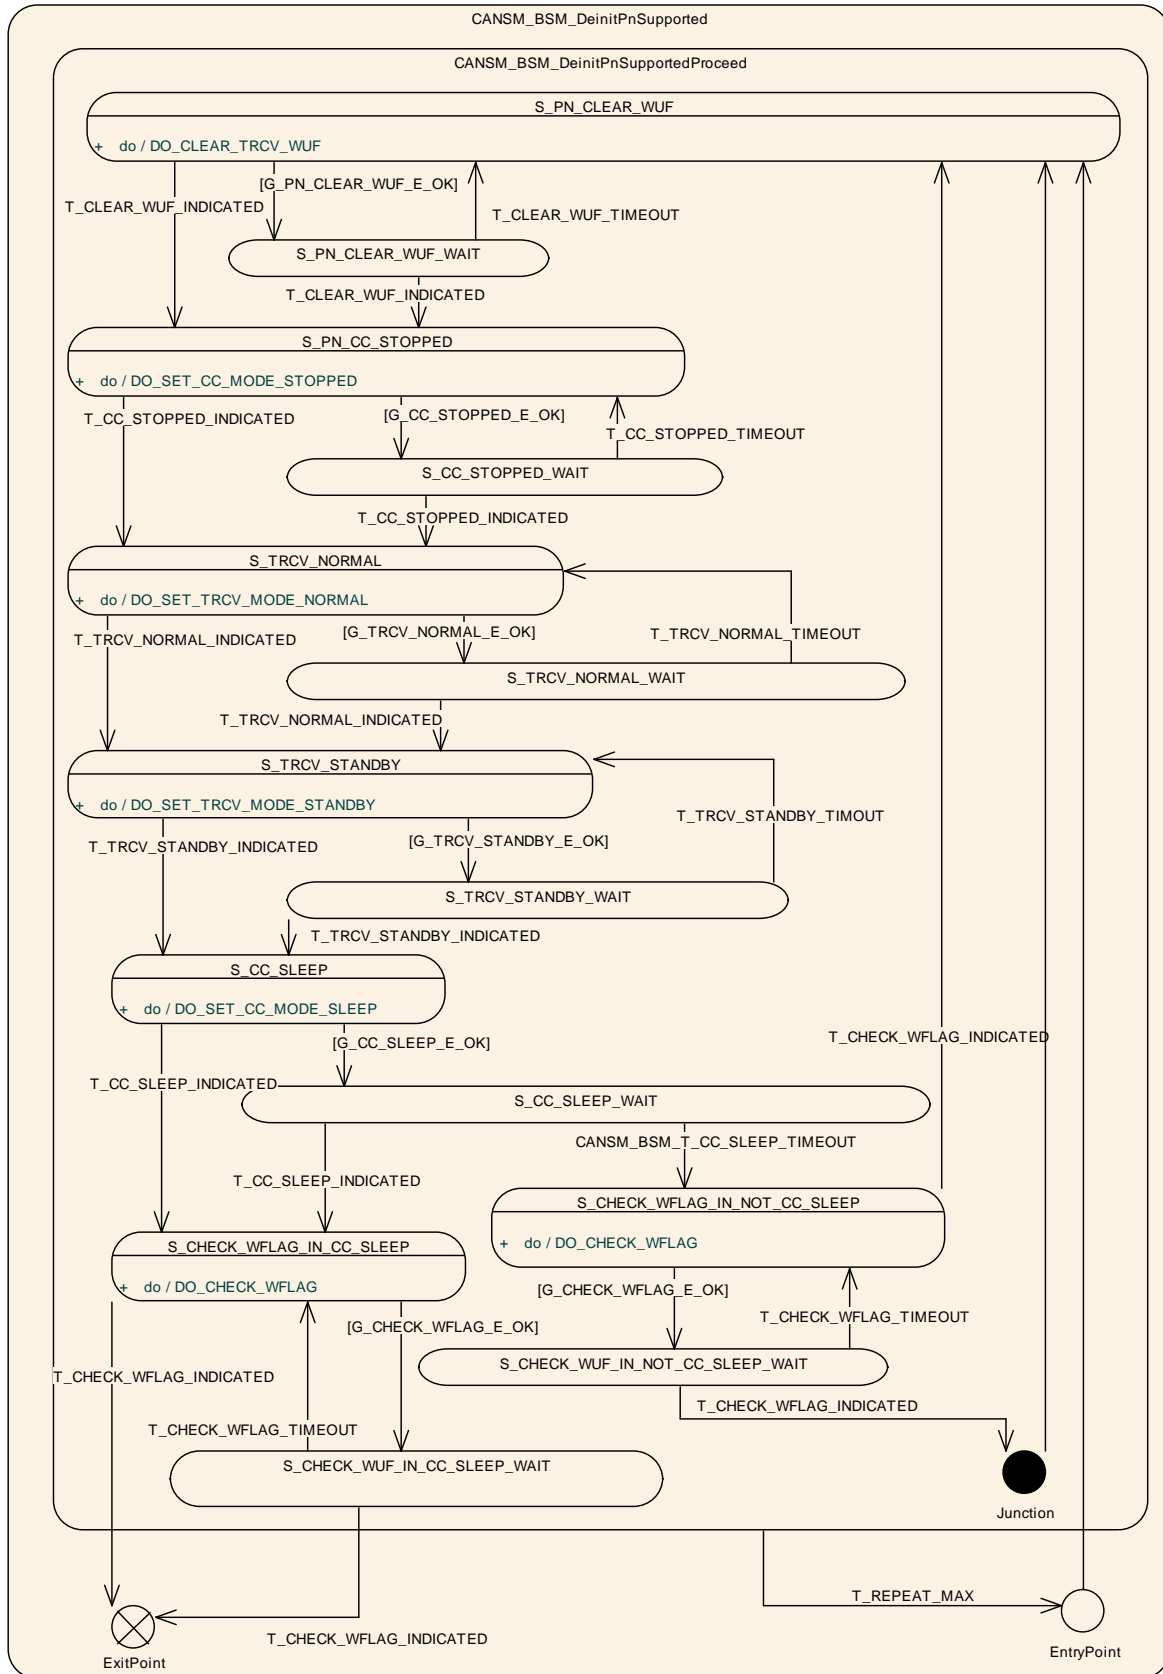 CANSM_BSM_DeinitPnSupported
CANSM_BSM_DeinitPnSupportedProceed
S_PN_CLEAR_WUF
+ do / DO_CLEAR_TRCV_WUF
[G_PN_CLEAR_WUF_E_OK]
T_CLEAR_WUF_INDICATED
T_CLEAR_WUF_TIMEOUT
S_PN_CLEAR_WUF_WAIT
T_CLEAR_WUF_INDICATED
S_PN_CC_STOPPED
+ do / DO_SET_CC_MODE_STOPPED
T_CC_STOPPED_INDICATED
[G_CC_STOPPED_E_OK]
T_CC_STOPPED_TIMEOUT
S_CC_STOPPED_WAIT
T_CC_STOPPED_INDICATED
S_TRCV_NORMAL
+ do / DO_SET_TRCV_MODE_NORMAL
T_TRCV_NORMAL_INDICATED
[G_TRCV_NORMAL_E_OK]
T_TRCV_NORMAL_TIMEOUT
S_TRCV_NORMAL_WAIT
T_TRCV_NORMAL_INDICATED
S_TRCV_STANDBY
+ do / DO_SET_TRCV_MODE_STANDBY
T_TRCV_STANDBY_TIMOUT
T_TRCV_STANDBY_INDICATED
[G_TRCV_STANDBY_E_OK]
S_TRCV_STANDBY_WAIT
T_TRCV_STANDBY_INDICATED
S_CC_SLEEP
+ do / DO_SET_CC_MODE_SLEEP
[G_CC_SLEEP_E_OK]
T_CHECK_WFLAG_INDICATED
T_CC_SLEEP_INDICATED
S_CC_SLEEP_WAIT
CANSM_BSM_T_CC_SLEEP_TIMEOUT
T_CC_SLEEP_INDICATED
S_CHECK_WFLAG_IN_NOT_CC_SLEEP
+ do / DO_CHECK_WFLAG
S_CHECK_WFLAG_IN_CC_SLEEP
+ do / DO_CHECK_WFLAG
[G_CHECK_WFLAG_E_OK]
T_CHECK_WFLAG_TIMEOUT
[G_CHECK_WFLAG_E_OK]
S_CHECK_WUF_IN_NOT_CC_SLEEP_WAIT
T_CHECK_WFLAG_INDICATED
T_CHECK_WFLAG_INDICATED
T_CHECK_WFLAG_TIMEOUT
S_CHECK_WUF_IN_CC_SLEEP_WAIT
Junction
T_REPEAT_MAX
T_CHECK_WFLAG_INDICATED
EntryPoint
ExitPoint